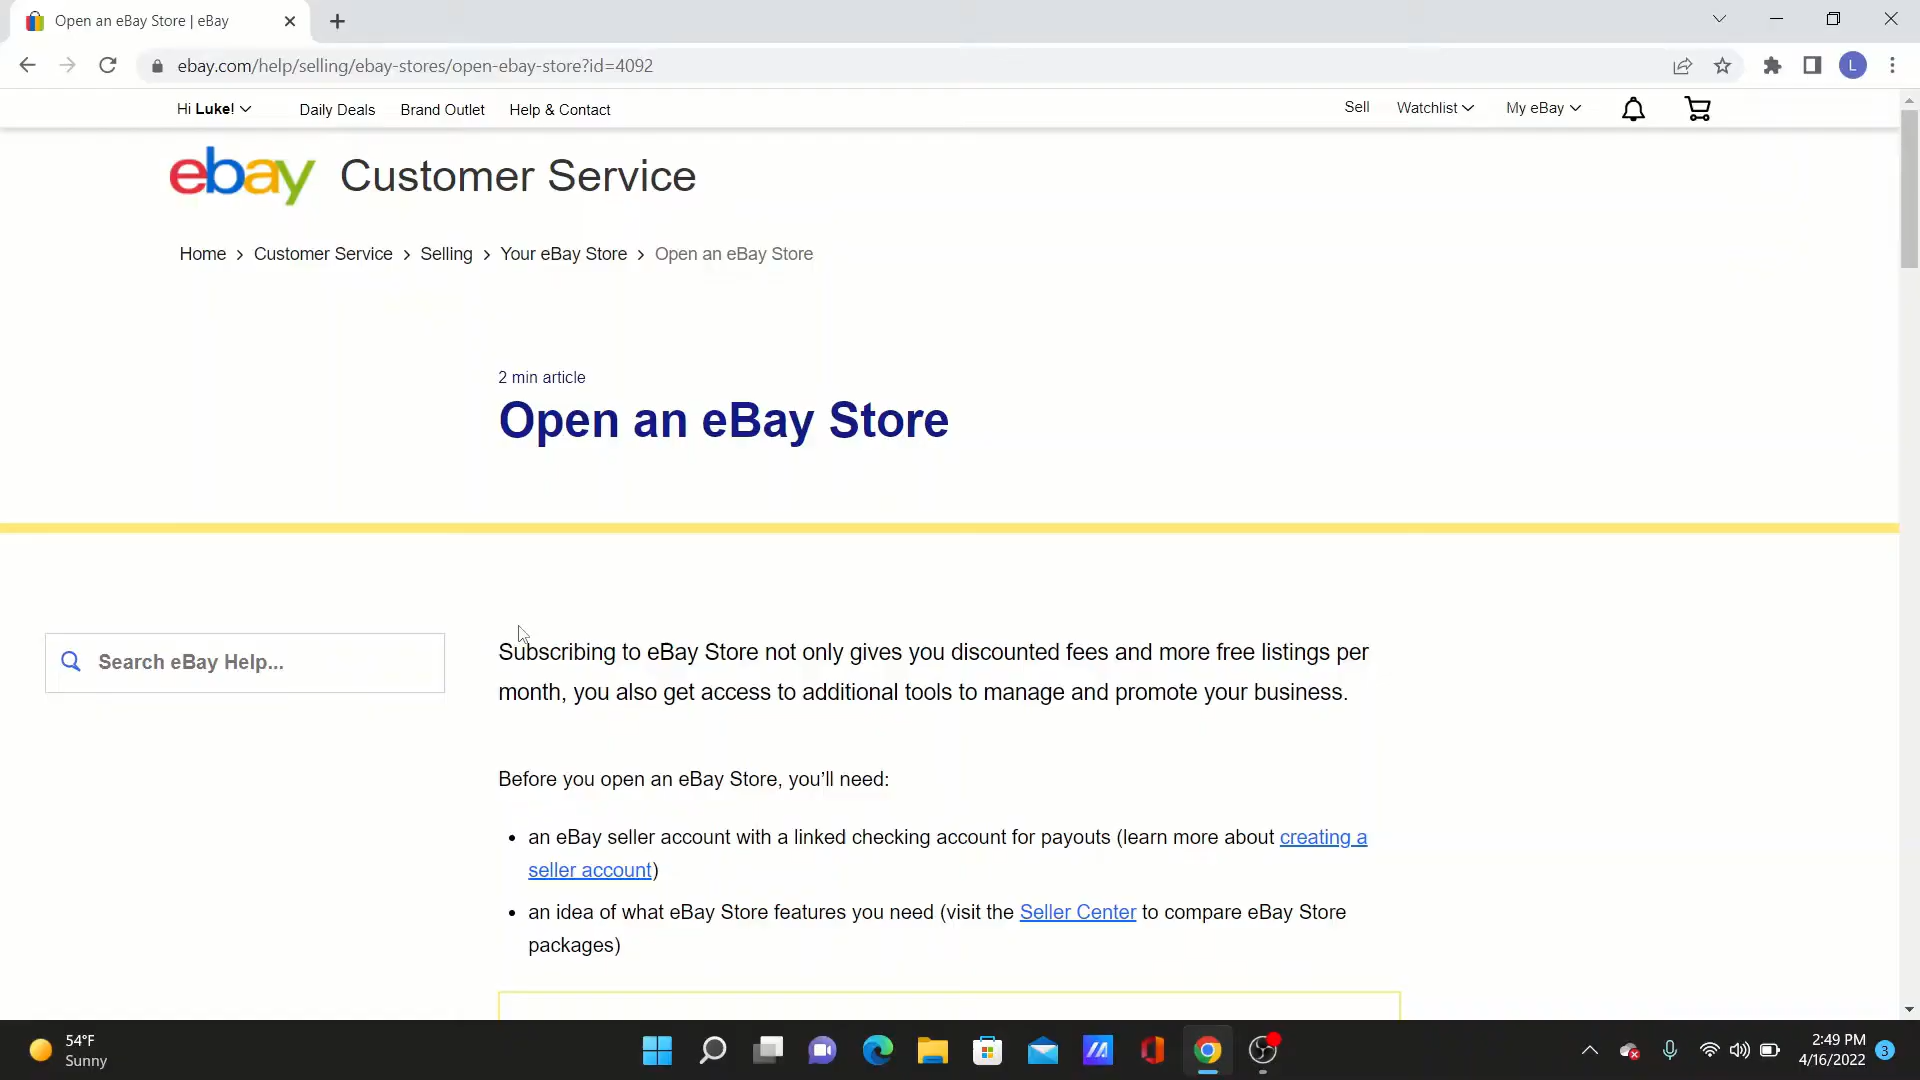 Open an eBay Store | eBay
ebay.com/help/selling/ebay-stores/open-ebay-store?id=4092
L
Hi Luke!
Daily Deals
Brand Outlet
Help & Contact
Sell
Watchlist
My eBay
ebay Customer Service
Home > Customer Service > Selling > Your eBay Store > Open an eBay Store
2 min article
Open an eBay Store
Search eBay Help...
Subscribing to eBay Store not only gives you discounted fees and more free listings per
month, you also get access to additional tools to manage and promote your business.
Before you open an eBay Store, you’ll need:
• an eBay seller account with a linked checking account for payouts (learn more about creating a
seller account)
• an idea of what eBay Store features you need (visit the Seller Center to compare eBay Store
packages)
54°F
Sunny
2:49 PM
4/16/2022
3